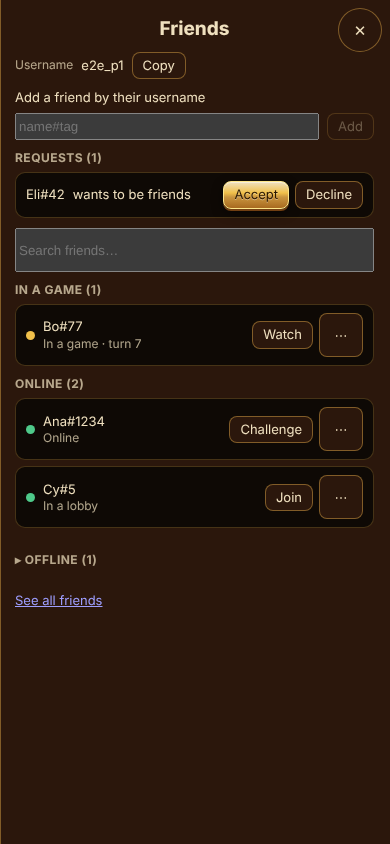 Friends
✕
Username e2e_p1 Copy
Add a friend by their username
name#tag Add
REQUESTS (1)
Eli#42 wants to be friends Accept Decline
Search friends…
IN A GAME (1)
Bo#77
In a game · turn 7
Watch ...
ONLINE (2)
Ana#1234
Online
Challenge ...
Cy#5
In a lobby
Join ...
▸ OFFLINE (1)
See all friends